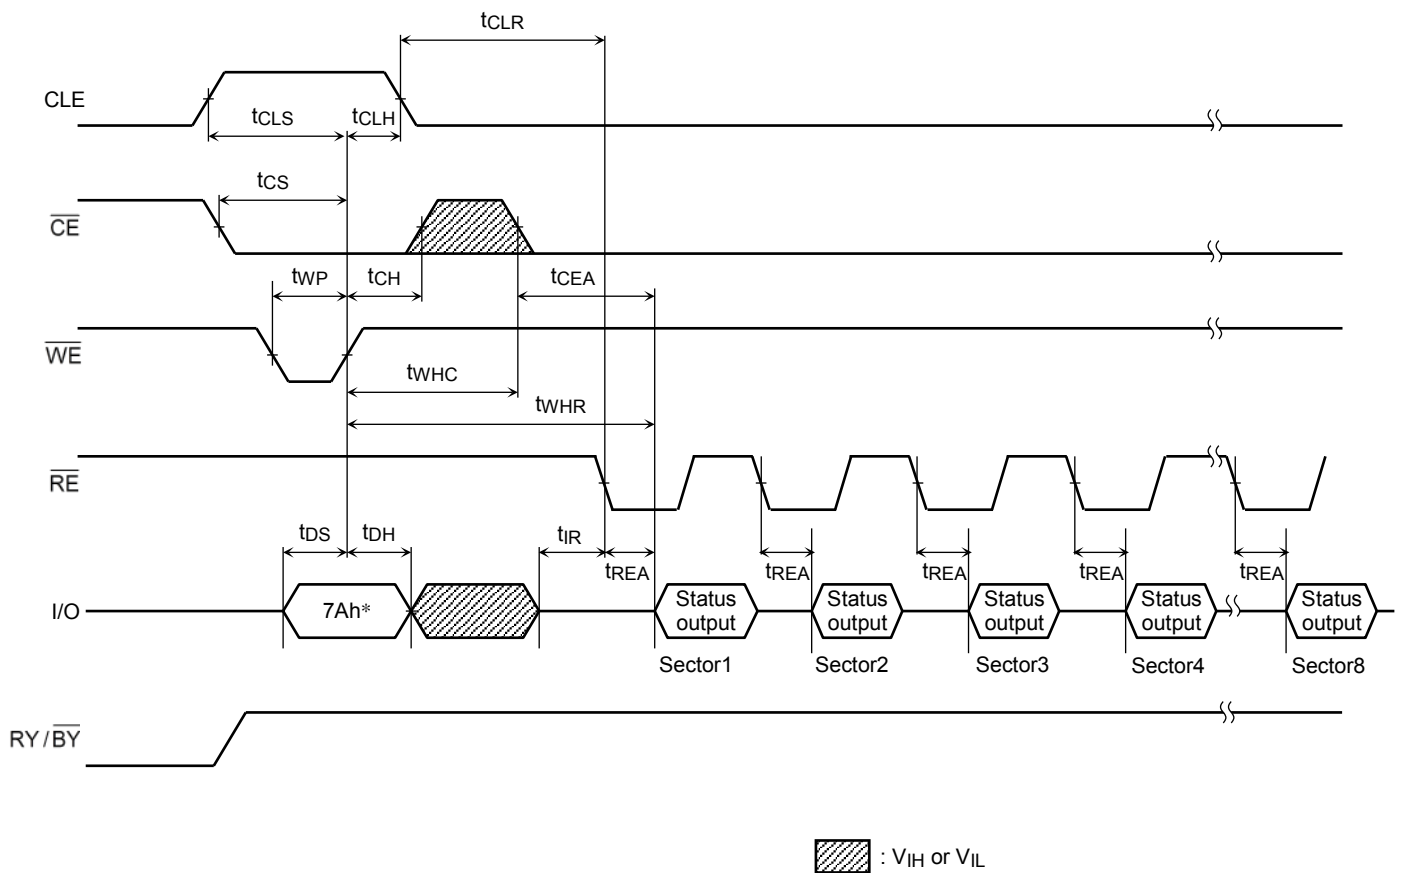 tCLR
CLE
tCLS
tCLH
tCS
CE
tWP
tCH
tCEA
WE
tWHC
tWHR
RE
tDS
tDH
tIR
tREA
tREA
tREA
tREA
tREA
I/O
7Ah*
Status
output
Status
output
Status
output
Status
output
Status
output
Sector1
Sector2
Sector3
Sector4
Sector8
RY/BY
: VIH or VIL